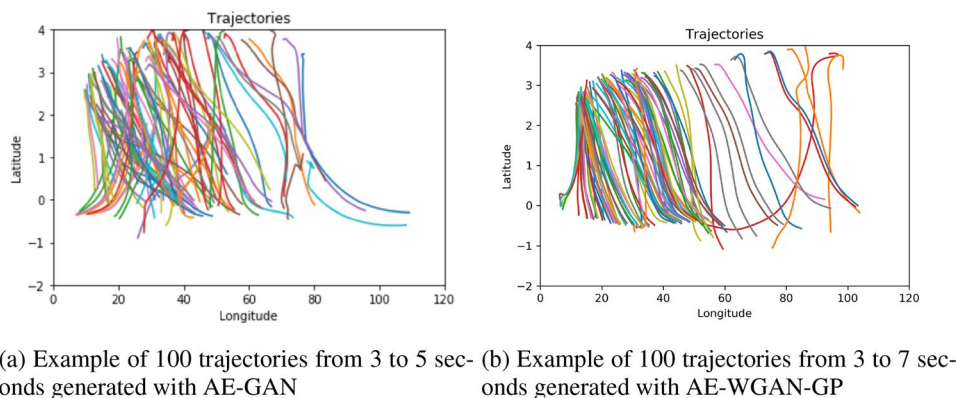 Trajectories
4
3
2
1
0
−1
−2
Latitude
0 20 40 60 80 100 120
Longitude
(a) Example of 100 trajectories from 3 to 5 sec-
onds generated with AE-GAN
Trajectories
4
3
2
1
0
−1
−2
Latitude
0 20 40 60 80 100 120
Longitude
(b) Example of 100 trajectories from 3 to 7 sec-
onds generated with AE-WGAN-GP